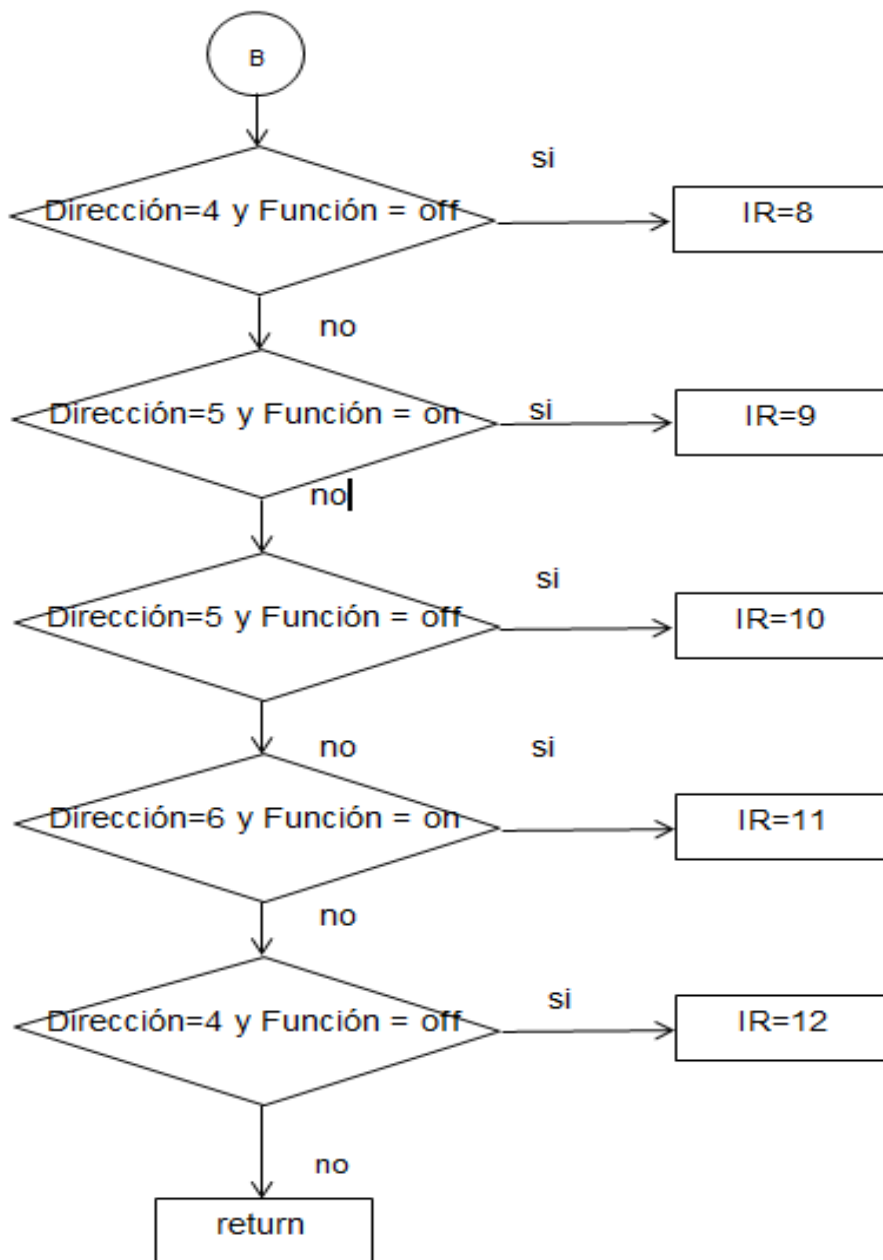 B
si
Dirección=4 y Función = off
IR=8
no
Dirección=5 y Función = on
si
IR=9
no
si
Dirección=5 y Función = off
IR=10
no
si
Dirección=6 y Función = on
IR=11
no
si
Dirección=4 y Función = off
IR=12
no
return